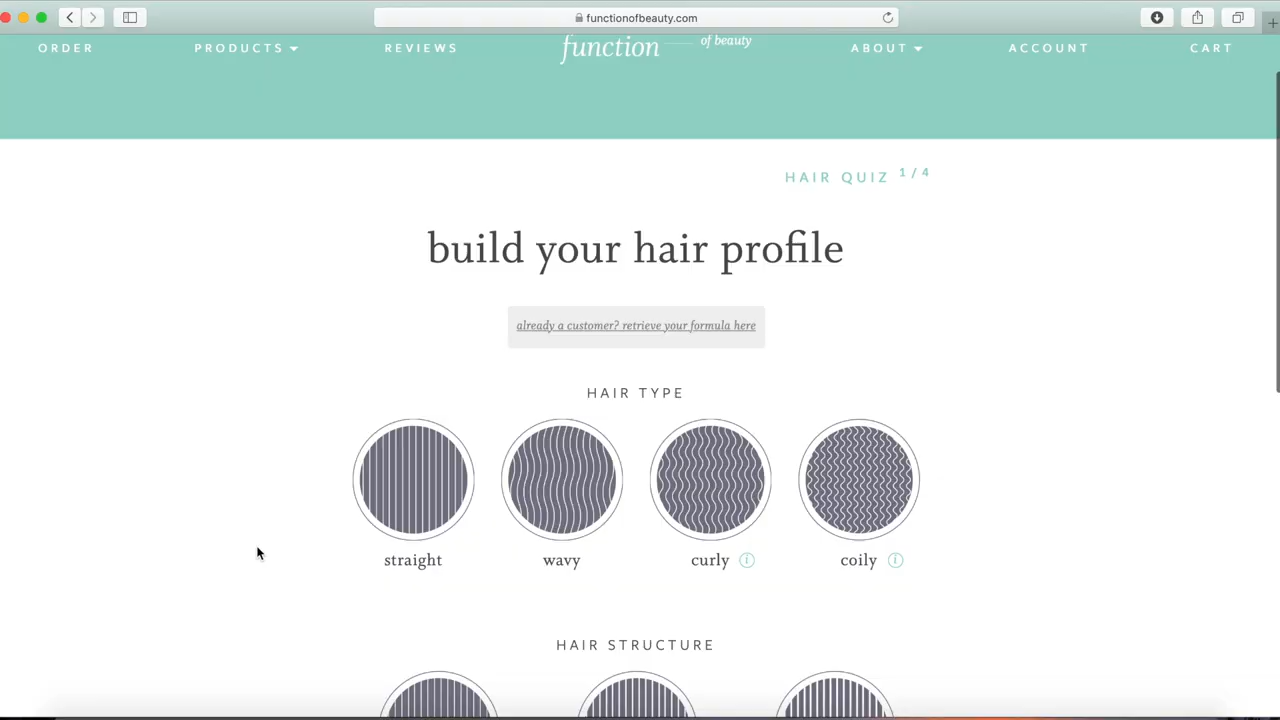 functionofbeauty.com
ORDER
PRODUCTS
REVIEWS
function of beauty
ABOUT
ACCOUNT
CART
HAIR QUIZ 1 / 4
build your hair profile
already a customer? retrieve your formula here
HAIR TYPE
straight
wavy
curly
coily
HAIR STRUCTURE